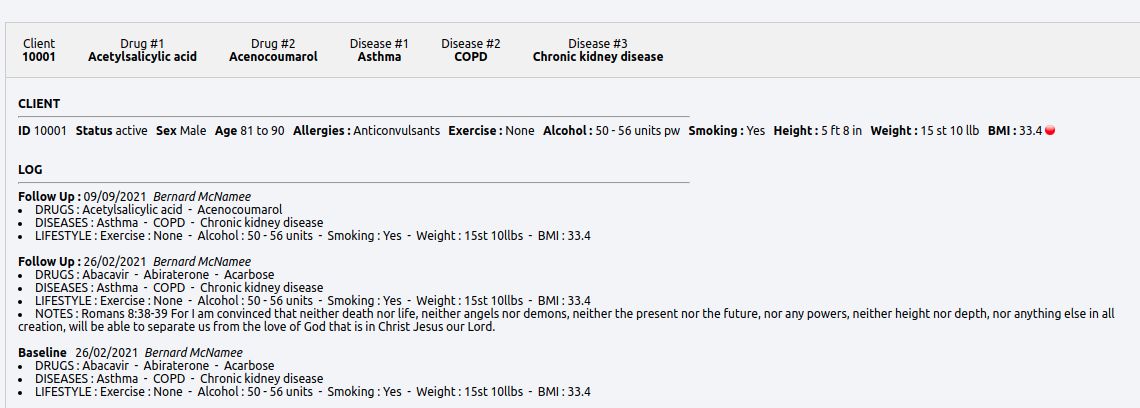 Client Drug #1 Drug #2 Disease #1 Disease #2 Disease #3
10001 Acetylsalicylic acid Acenocoumarol Asthma COPD Chronic kidney disease
CLIENT
ID 10001 Status active Sex Male Age 81 to 90 Allergies : Anticonvulsants Exercise : None Alcohol : 50 - 56 units pw Smoking : Yes Height : 5 ft 8 in Weight : 15 st 10 llb BMI : 33.4
LOG
Follow Up : 09/09/2021 Bernard McNamee
• DRUGS : Acetylsalicylic acid - Acenocoumarol
• DISEASES : Asthma - COPD - Chronic kidney disease
• LIFESTYLE : Exercise : None - Alcohol : 50 - 56 units - Smoking : Yes - Weight : 15st 10llbs - BMI : 33.4
Follow Up : 26/02/2021 Bernard McNamee
• DRUGS : Abacavir - Abiraterone - Acarbose
• DISEASES : Asthma - COPD - Chronic kidney disease
• LIFESTYLE : Exercise : None - Alcohol : 50 - 56 units - Smoking : Yes - Weight : 15st 10llbs - BMI : 33.4
• NOTES : Romans 8:38-39 For I am convinced that neither death nor life, neither angels nor demons, neither the present nor the future, nor any powers, neither height nor depth, nor anything else in all
creation, will be able to separate us from the love of God that is in Christ Jesus our Lord.
Baseline 26/02/2021 Bernard McNamee
• DRUGS : Abacavir - Abiraterone - Acarbose
• DISEASES : Asthma - COPD - Chronic kidney disease
• LIFESTYLE : Exercise : None - Alcohol : 50 - 56 units - Smoking : Yes - Weight : 15st 10llbs - BMI : 33.4